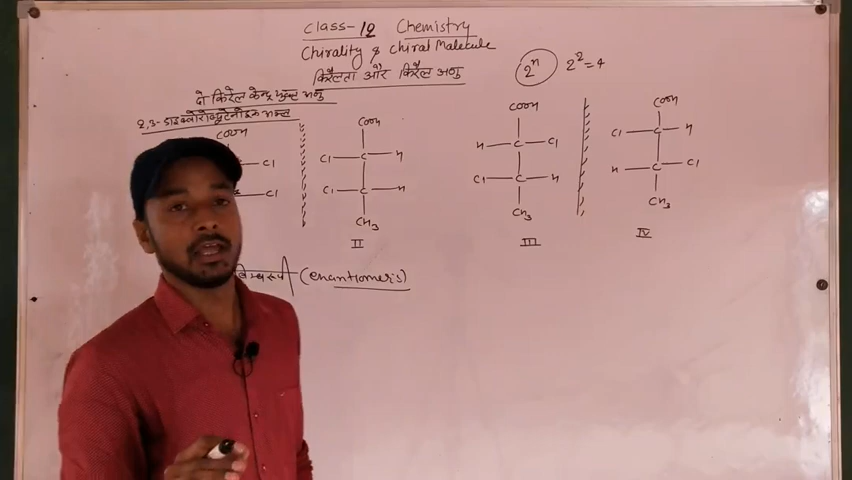 Class-12 Chemistry
Chirality & Chiral Molecule
किरैलता और किरैल अणु
2ⁿ 2²=4
दो किरैल केन्द्र युक्त अणु
2,3-डाइक्लोरोब्यूटेनोइक अम्ल
COOH
Cl
Cl
COOH
Cl C H
Cl C H
CH3
II
COOH
H C Cl
Cl C H
CH3
III
COOH
Cl C H
H C Cl
CH3
IV
(enantiomeris)